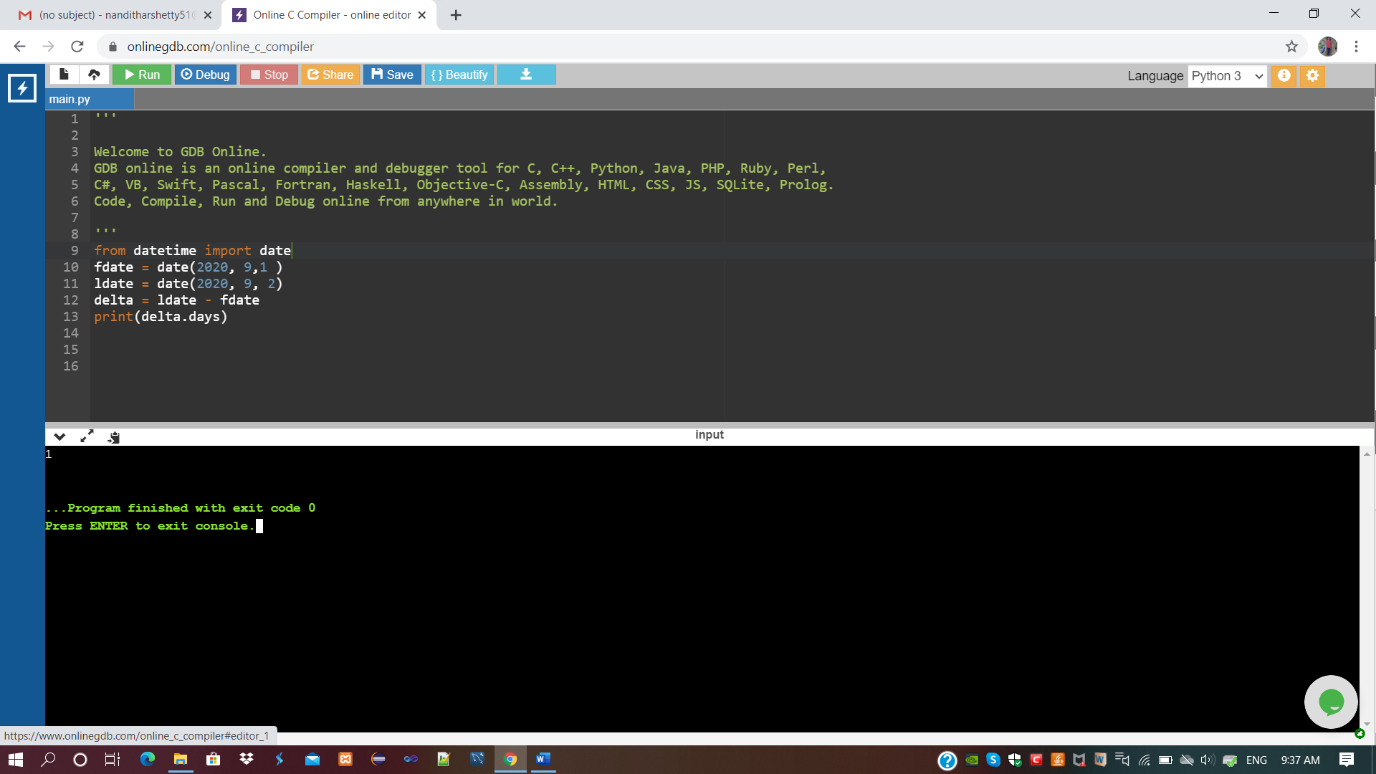 (no subject) - nanditharshetty51
Online C Compiler - online editor
onlinegdb.com/online_c_compiler
Run Debug Stop Share Save { } Beautify
Language Python 3
main.py
1 '''
2
3 Welcome to GDB Online.
4 GDB online is an online compiler and debugger tool for C, C++, Python, Java, PHP, Ruby, Perl,
5 C#, VB, Swift, Pascal, Fortran, Haskell, Objective-C, Assembly, HTML, CSS, JS, SQLite, Prolog.
6 Code, Compile, Run and Debug online from anywhere in world.
7
8 '''
9 from datetime import date
10 fdate = date(2020, 9,1 )
11 ldate = date(2020, 9, 2)
12 delta = ldate - fdate
13 print(delta.days)
14
15
16
input
1
...Program finished with exit code 0
Press ENTER to exit console.
https://www.onlinegdb.com/online_c_compiler#editor_1
ENG 9:37 AM